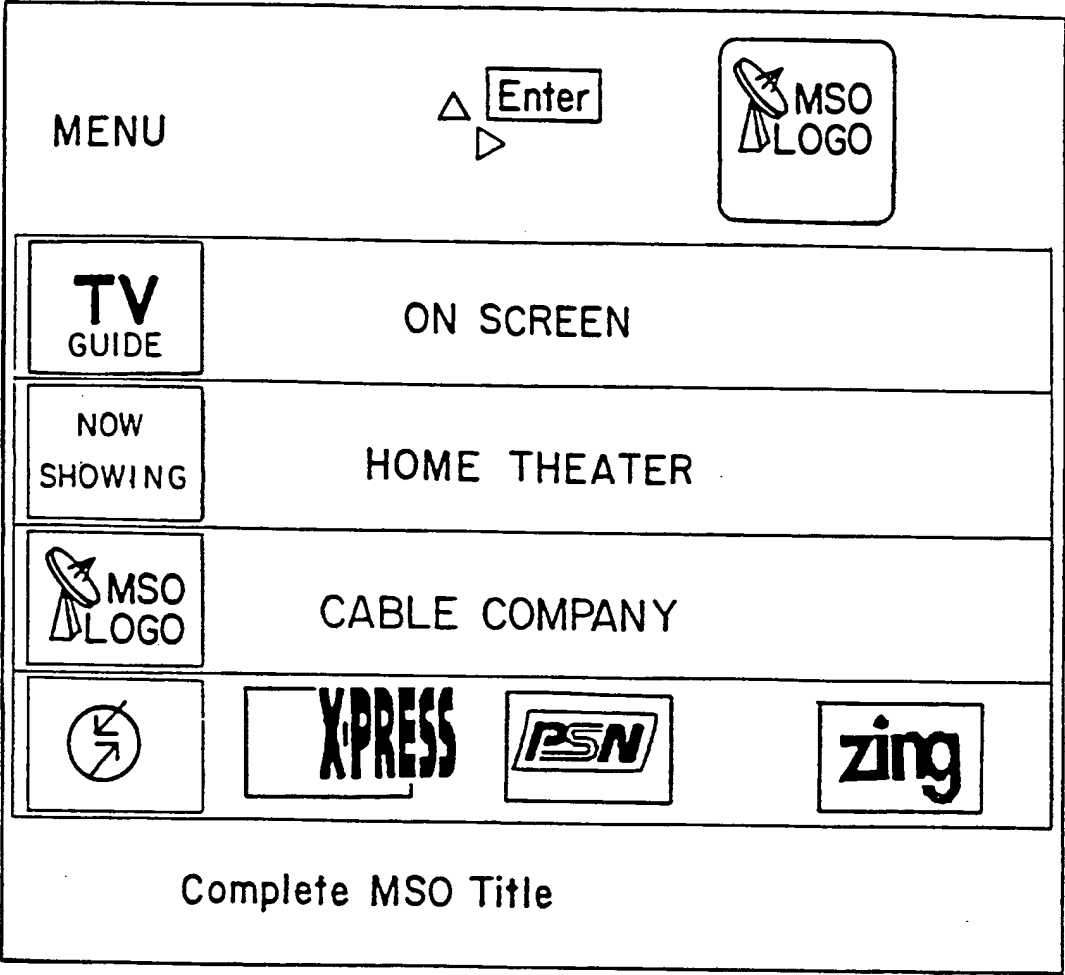 MENU
Enter
MSO
LOGO
TV
GUIDE
ON SCREEN
NOW
SHOWING
HOME THEATER
MSO
LOGO
CABLE COMPANY
X·PRESS
PSN
zing
Complete MSO Title